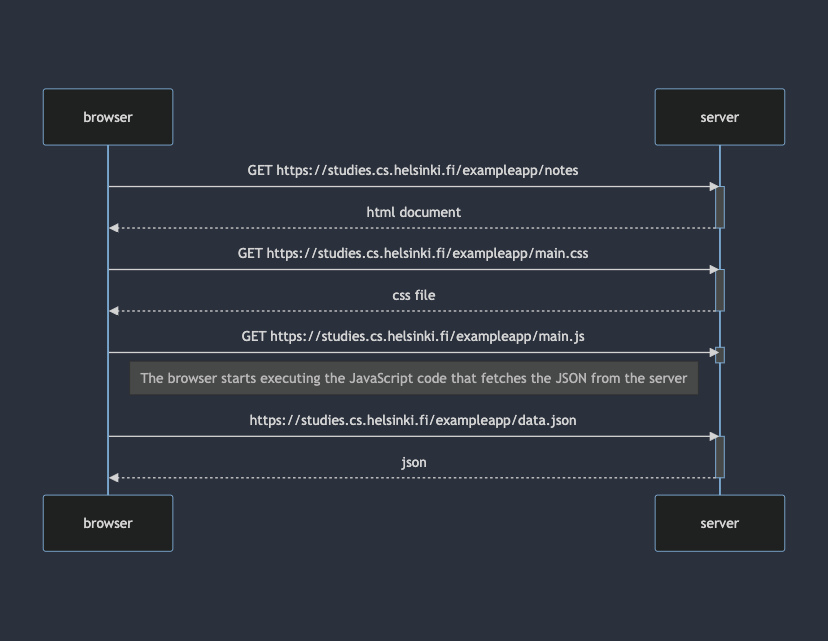 browser
server
GET https://studies.cs.helsinki.fi/exampleapp/notes
html document
GET https://studies.cs.helsinki.fi/exampleapp/main.css
css file
GET https://studies.cs.helsinki.fi/exampleapp/main.js
The browser starts executing the JavaScript code that fetches the JSON from the server
https://studies.cs.helsinki.fi/exampleapp/data.json
json
browser
server